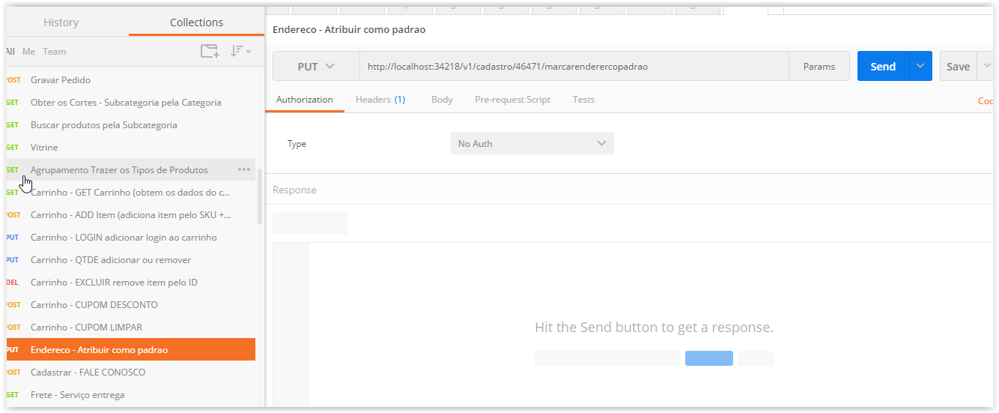 History Collections
All Me Team
POST Gravar Pedido
GET Obter os Cortes - Subcategoria pela Categoria
GET Buscar produtos pela Subcategoria
GET Vitrine
GET Agrupamento Trazer os Tipos de Produtos
GET Carrinho - GET Carrinho (obtem os dados do c...
POST Carrinho - ADD Item (adiciona item pelo SKU +...
PUT Carrinho - LOGIN adicionar login ao carrinho
PUT Carrinho - QTDE adicionar ou remover
DEL Carrinho - EXCLUIR remove item pelo ID
POST Carrinho - CUPOM DESCONTO
POST Carrinho - CUPOM LIMPAR
PUT Endereco - Atribuir como padrao
POST Cadastrar - FALE CONOSCO
GET Frete - Serviço entrega
Endereco - Atribuir como padrao
PUT http://localhost:34218/v1/cadastro/46471/marcarenderercopadrao Params Send Save
Authorization Headers (1) Body Pre-request Script Tests
Type No Auth
Response
Hit the Send button to get a response.